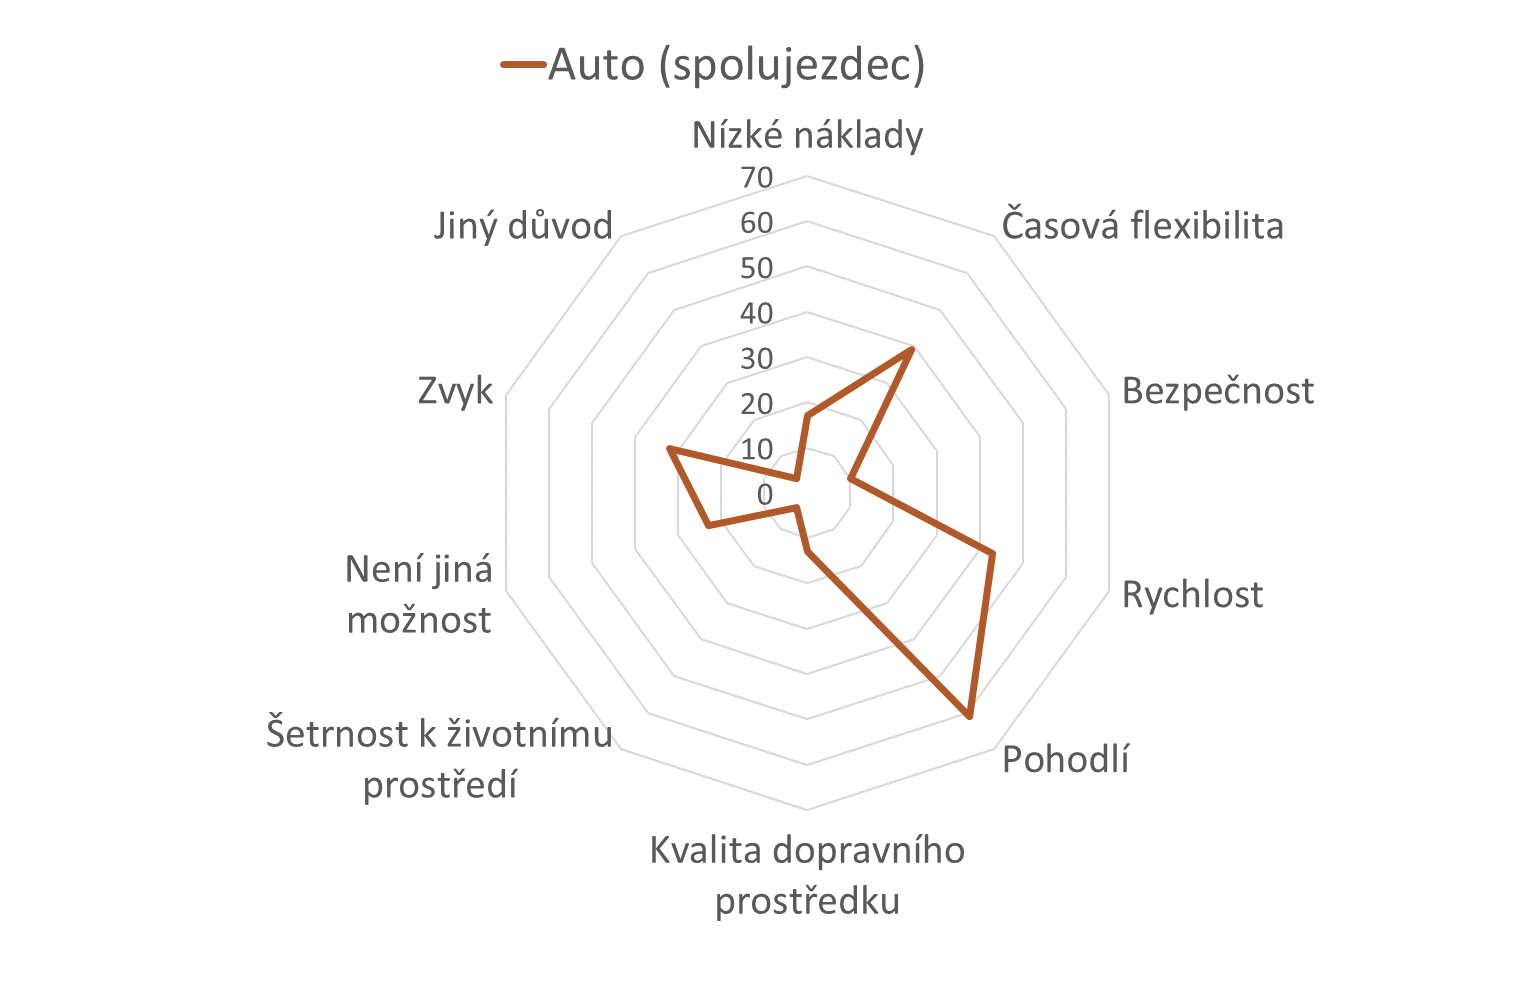 Auto (spolujezdec)
Nízké náklady
70
60
50
40
30
20
10
0
Časová flexibilita
Bezpečnost
Rychlost
Pohodlí
Kvalita dopravního
prostředku
Šetrnost k životnímu
prostředí
Není jiná
možnost
Zvyk
Jiný důvod